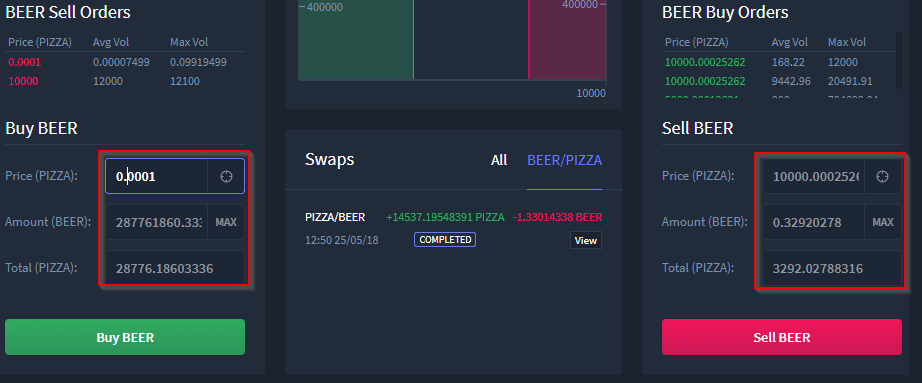 BEER Sell Orders
Price (PIZZA) Avg Vol Max Vol
0.0001 0.00007499 0.09919499
10000 12000 12100
Buy BEER
Price (PIZZA): 0.0001
Amount (BEER): 287761860.333 MAX
Total (PIZZA): 28776.18603336
Buy BEER
400000 400000
10000
Swaps All BEER/PIZZA
PIZZA/BEER +14537.19548391 PIZZA -1.33014338 BEER
12:50 25/05/18 COMPLETED View
BEER Buy Orders
Price (PIZZA) Avg Vol Max Vol
10000.00025262 168.22 12000
10000.00025262 9442.96 20491.91
Sell BEER
Price (PIZZA): 10000.0002526
Amount (BEER): 0.32920278 MAX
Total (PIZZA): 3292.02788316
Sell BEER